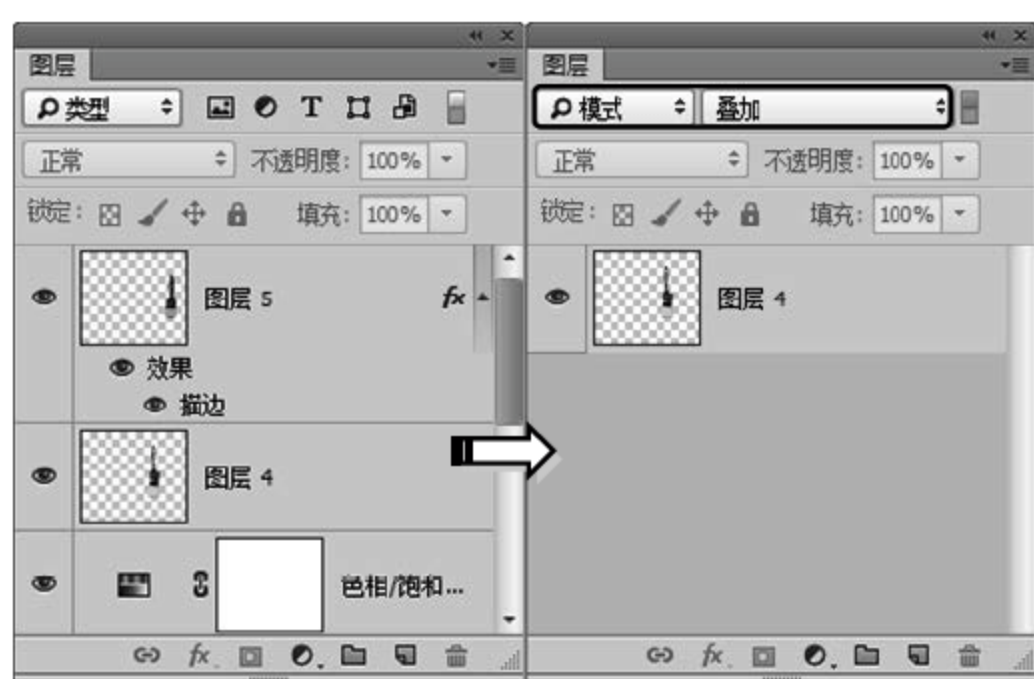 图层
类型 T
正常 不透明度: 100%
锁定: 填充: 100%
图层 5 fx
效果
描边
图层 4
色相/饱和...
fx
图层
模式 叠加
正常 不透明度: 100%
锁定: 填充: 100%
图层 4
fx